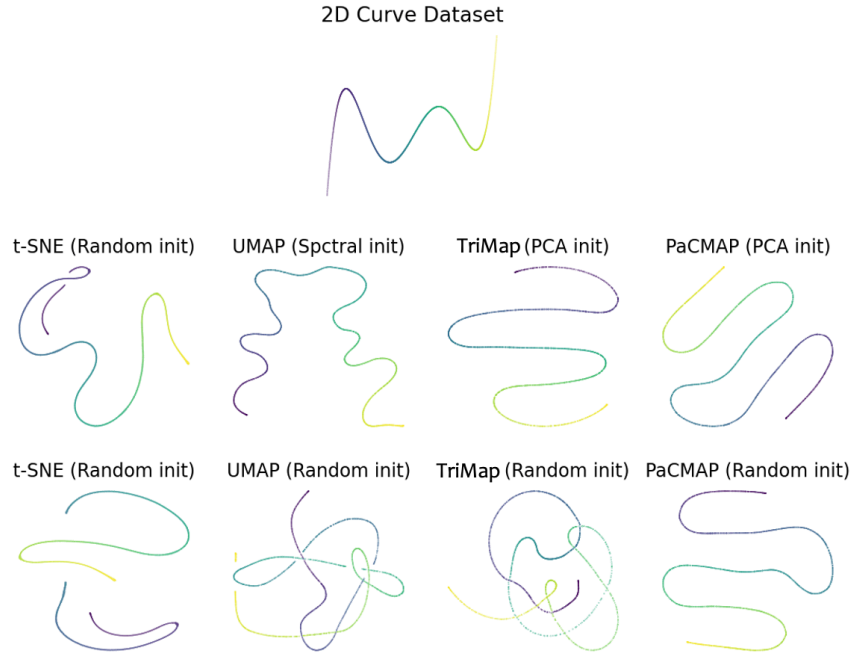 2D Curve Dataset
t-SNE (Random init)
UMAP (Spctral init)
TriMap (PCA init)
PaCMAP (PCA init)
t-SNE (Random init)
UMAP (Random init)
TriMap (Random init)
PaCMAP (Random init)